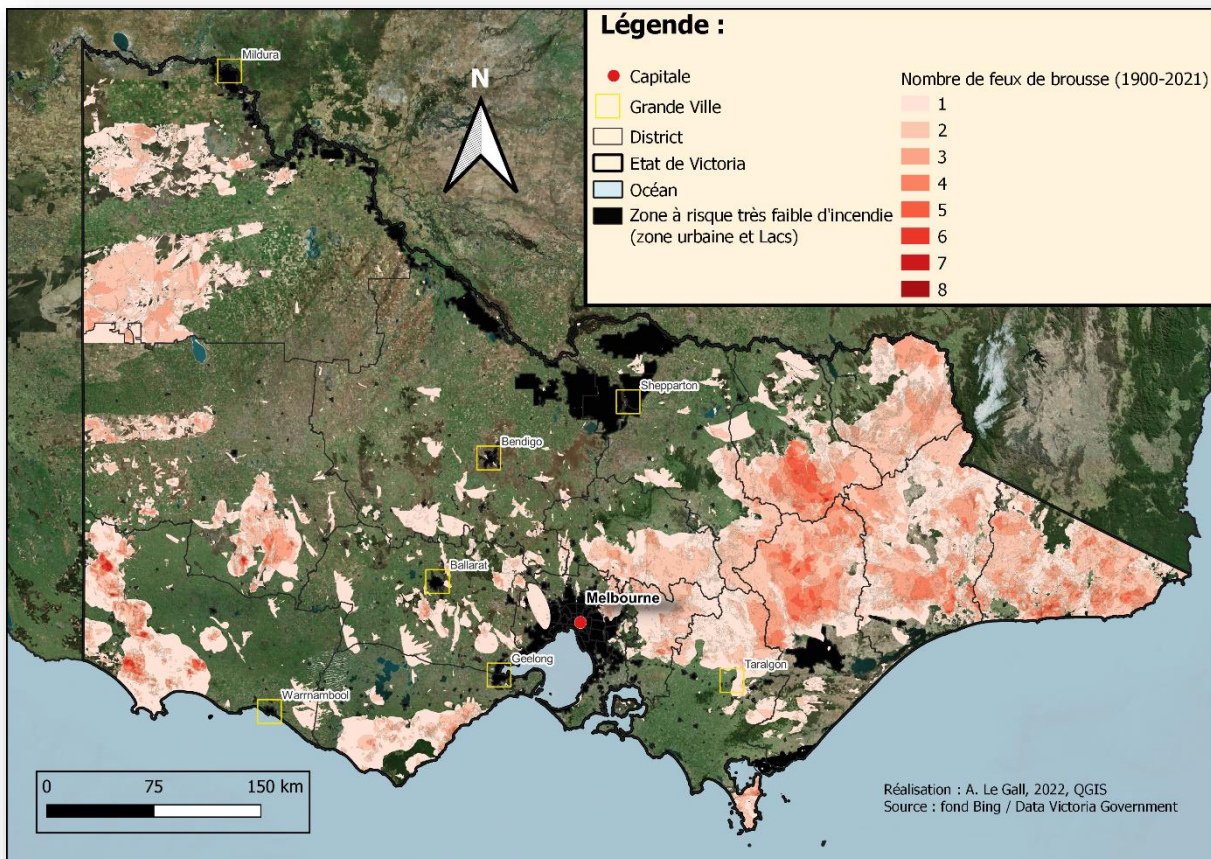 Légende :
Capitale
Grande Ville
District
Etat de Victoria
Océan
Zone à risque très faible d'incendie
(zone urbaine et Lacs)
Nombre de feux de brousse (1900-2021)
1
2
3
4
5
6
7
8
N
Mildura
Shepparton
Bendigo
Ballarat
Melbourne
Geelong
Taralgon
Warrnambool
0 75 150 km
Réalisation : A. Le Gall, 2022, QGIS
Source : fond Bing / Data Victoria Government